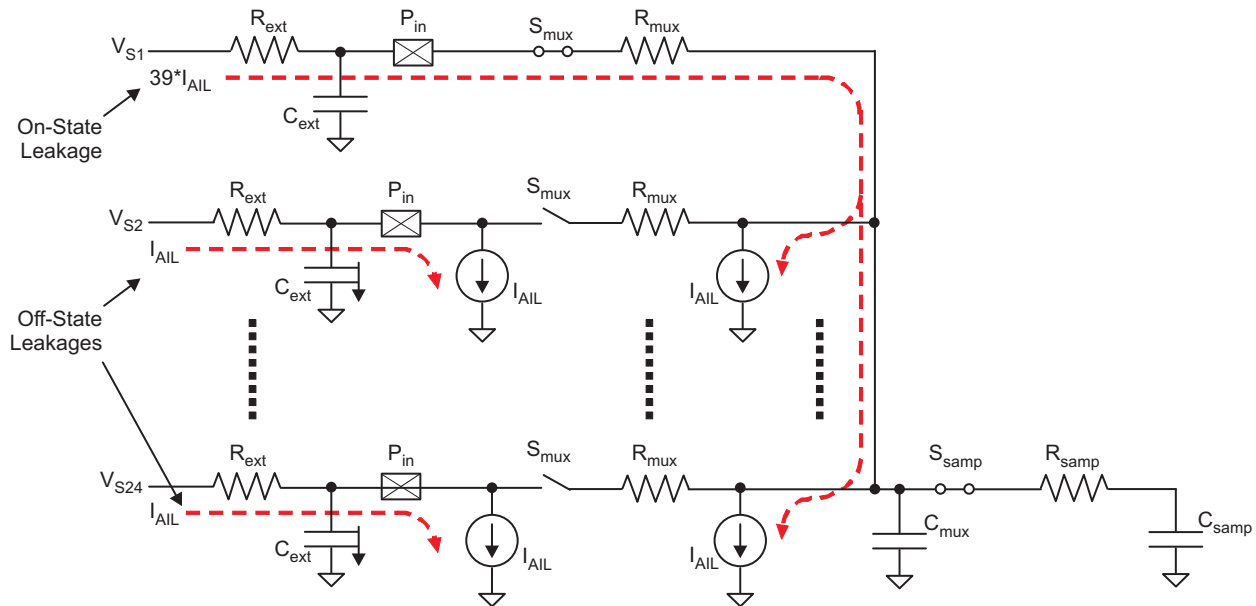 R_ext P_in S_mux R_mux
V_S1
39*I_AIL
C_ext
On-State
Leakage
R_ext P_in S_mux R_mux
V_S2
I_AIL
C_ext I_AIL I_AIL
Off-State
Leakages
R_ext P_in S_mux R_mux
V_S24
S_samp R_samp
I_AIL
C_ext I_AIL I_AIL C_mux C_samp